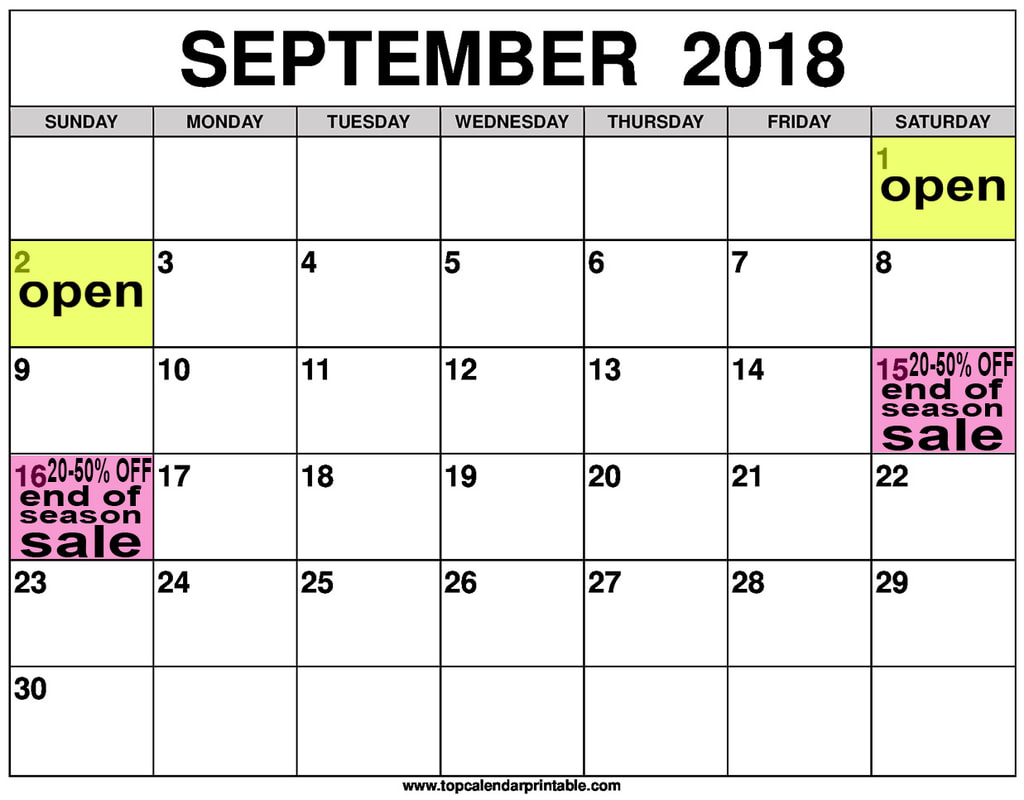 SEPTEMBER 2018
SUNDAY MONDAY TUESDAY WEDNESDAY THURSDAY FRIDAY SATURDAY
1
open
2 3 4 5 6 7 8
open
9 10 11 12 13 14 15 20-50% OFF
end of
season
sale
16 20-50% OFF 17 18 19 20 21 22
end of
season
sale
23 24 25 26 27 28 29
30
www.topcalendarprintable.com